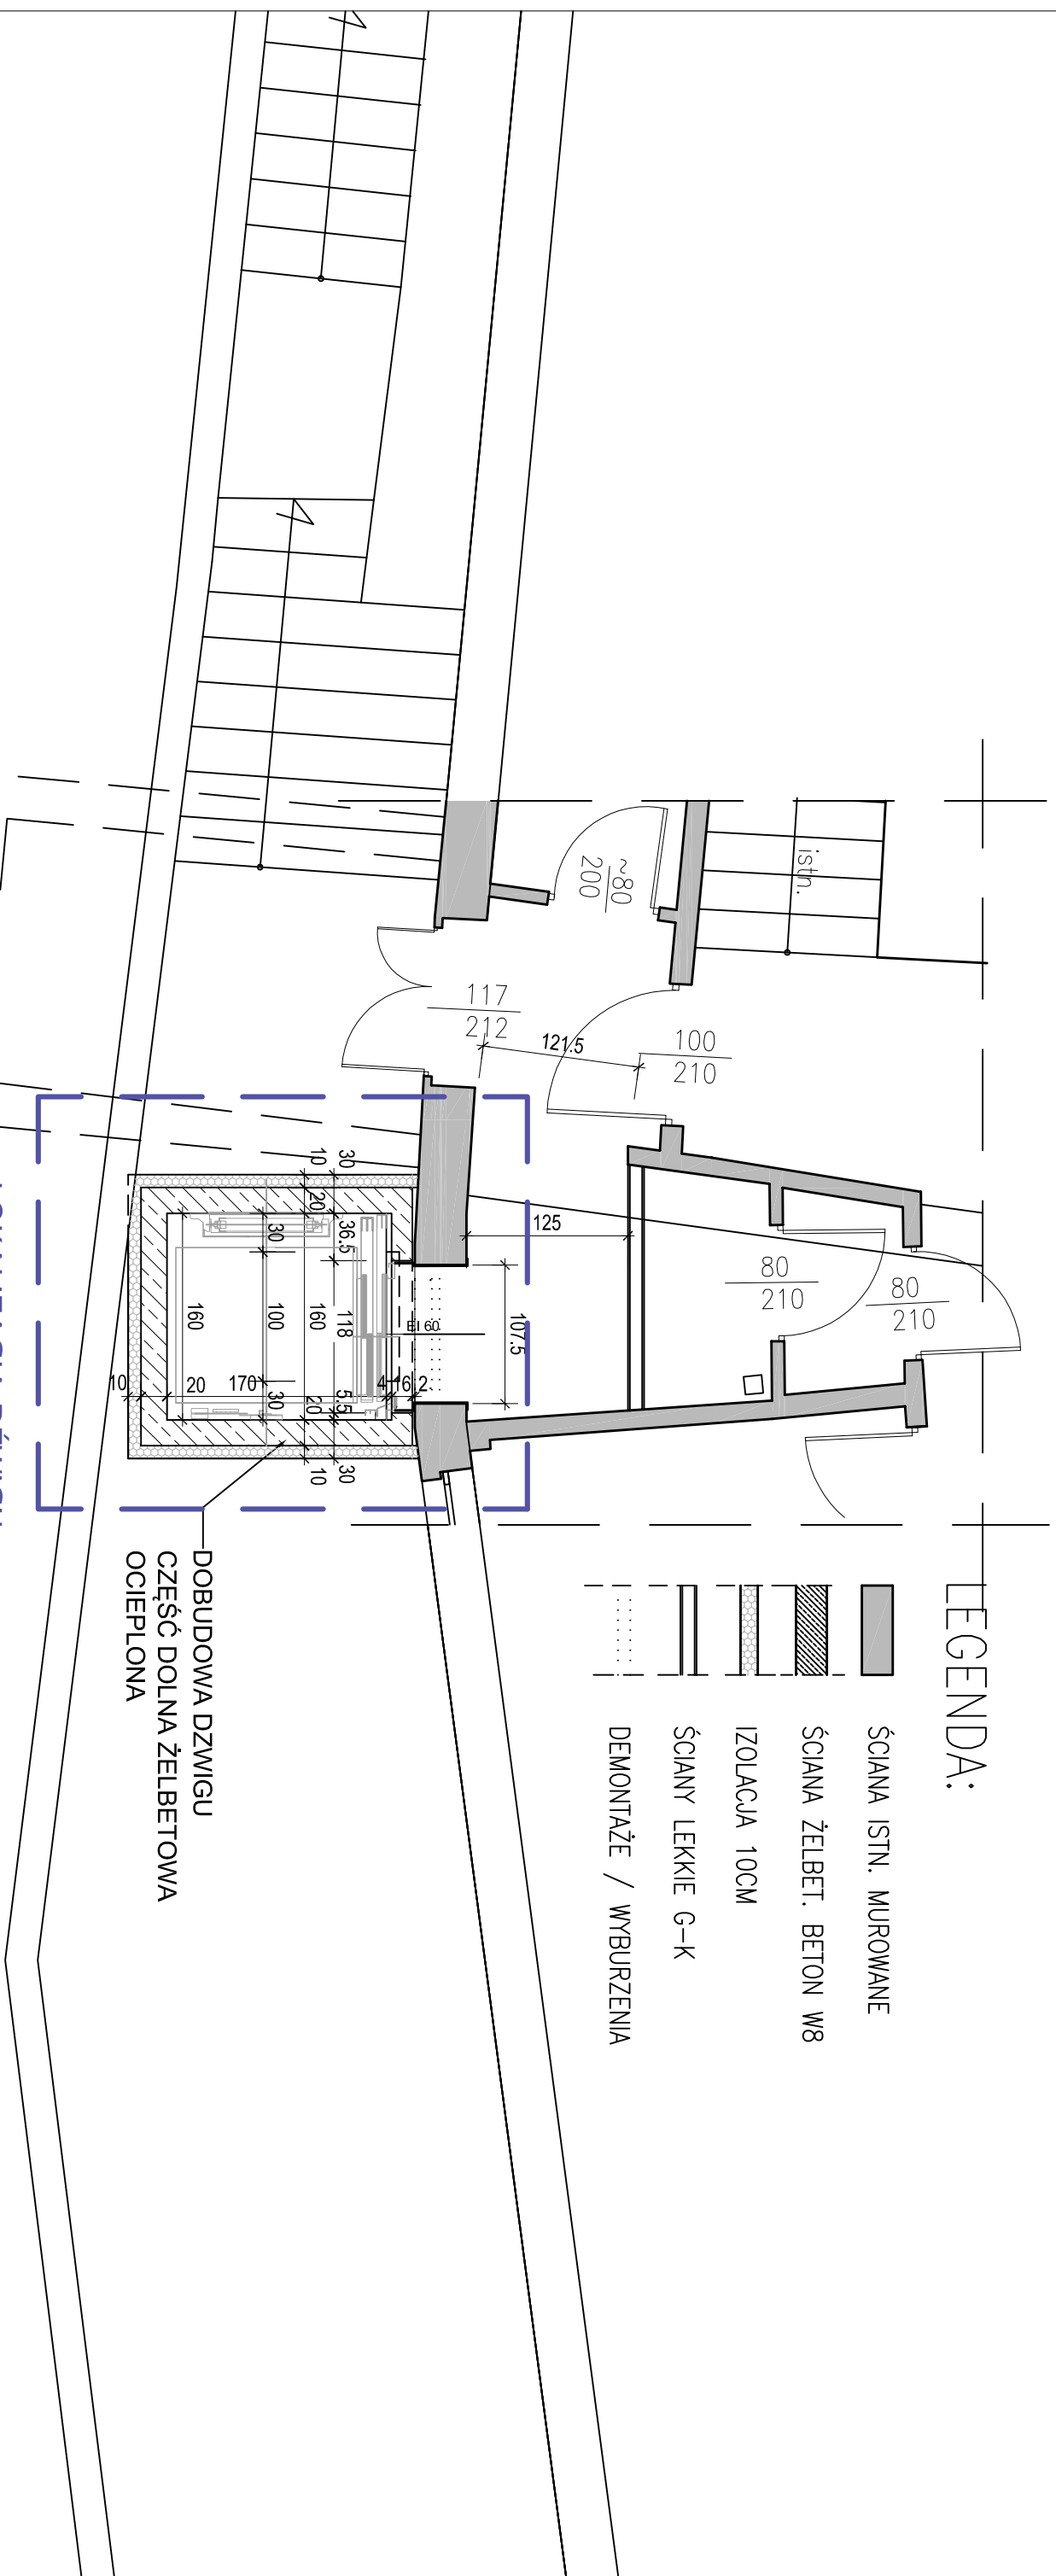 istn.
~80
200
117
212
121.5
100
210
125
80
210
80
210
107.5
EI 60
10
30
20
36.5
30
160
100
160
118
10
20
170
4
16.2
30
20
5.5
10
30
DOBUDOWA DZWIGU
CZĘŚĆ DOLNA ŻELBETOWA
OCIEPLONA
LEGENDA:
ŚCIANA ISTN. MUROWANE
ŚCIANA ŻELBET. BETON W8
IZOLACJA 10CM
ŚCIANY LEKKIE G-K
DEMONTAŻE / WYBURZENIA